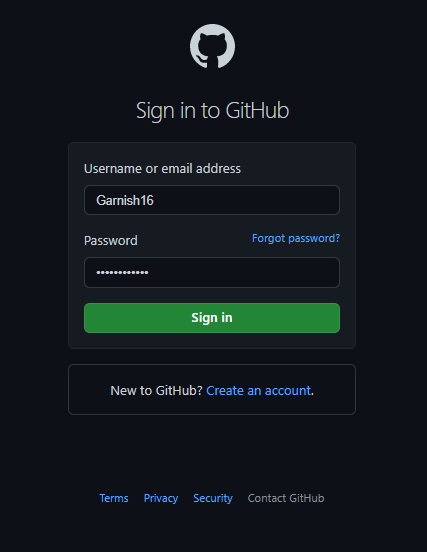 Sign in to GitHub
Username or email address
Garnish16
Password Forgot password?
••••••••••••
Sign in
New to GitHub? Create an account.
Terms Privacy Security Contact GitHub